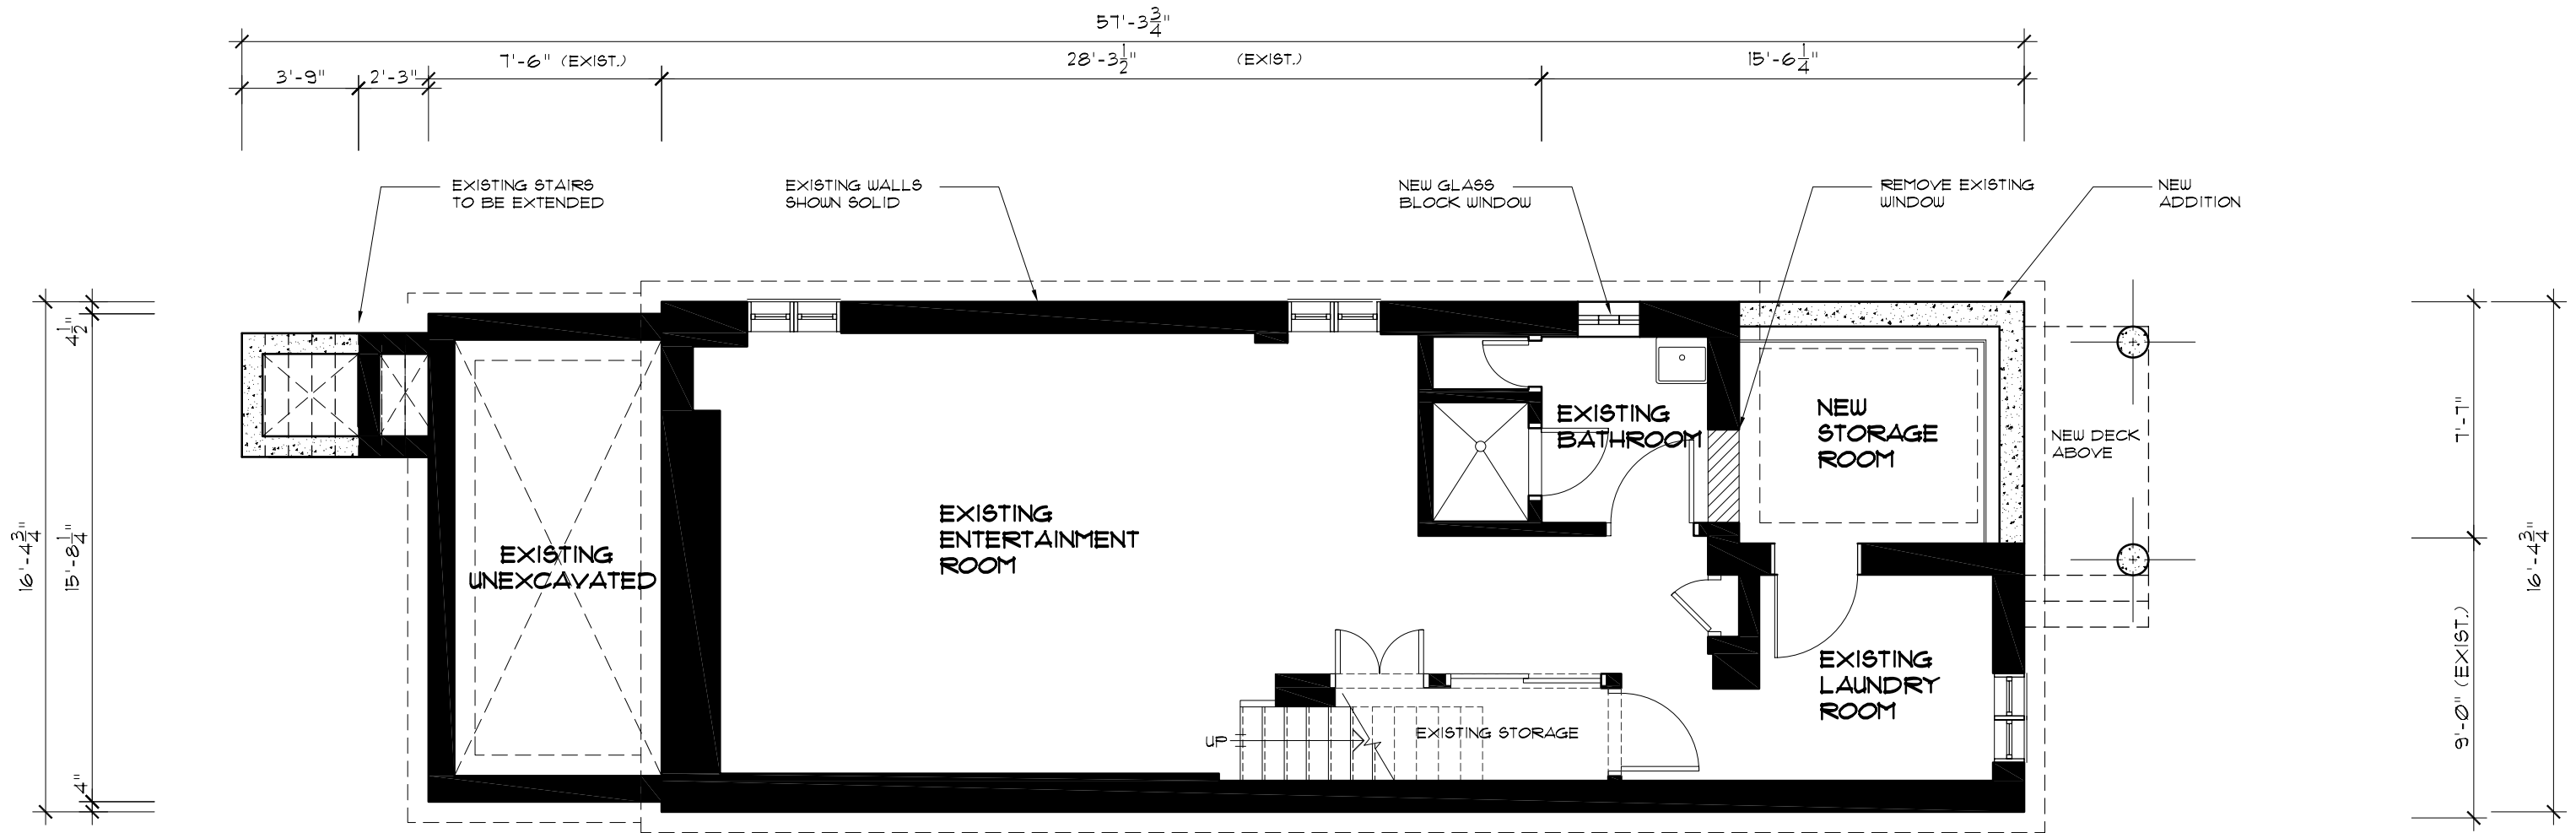 57'-3 3/4"
7'-6" (EXIST.)
28'-3 1/2" (EXIST.)
15'-6 1/4"
3'-9"
2'-3"
EXISTING STAIRS
TO BE EXTENDED
EXISTING WALLS
SHOWN SOLID
NEW GLASS
BLOCK WINDOW
REMOVE EXISTING
WINDOW
NEW
ADDITION
4 1/2"
16'-4 3/4"
15'-8 1/4"
4"
EXISTING
UNEXCAVATED
EXISTING
ENTERTAINMENT
ROOM
EXISTING
BATHROOM
NEW
STORAGE
ROOM
NEW DECK
ABOVE
EXISTING
LAUNDRY
ROOM
UP
EXISTING STORAGE
7'-7"
9'-0" (EXIST.)
16'-4 3/4"